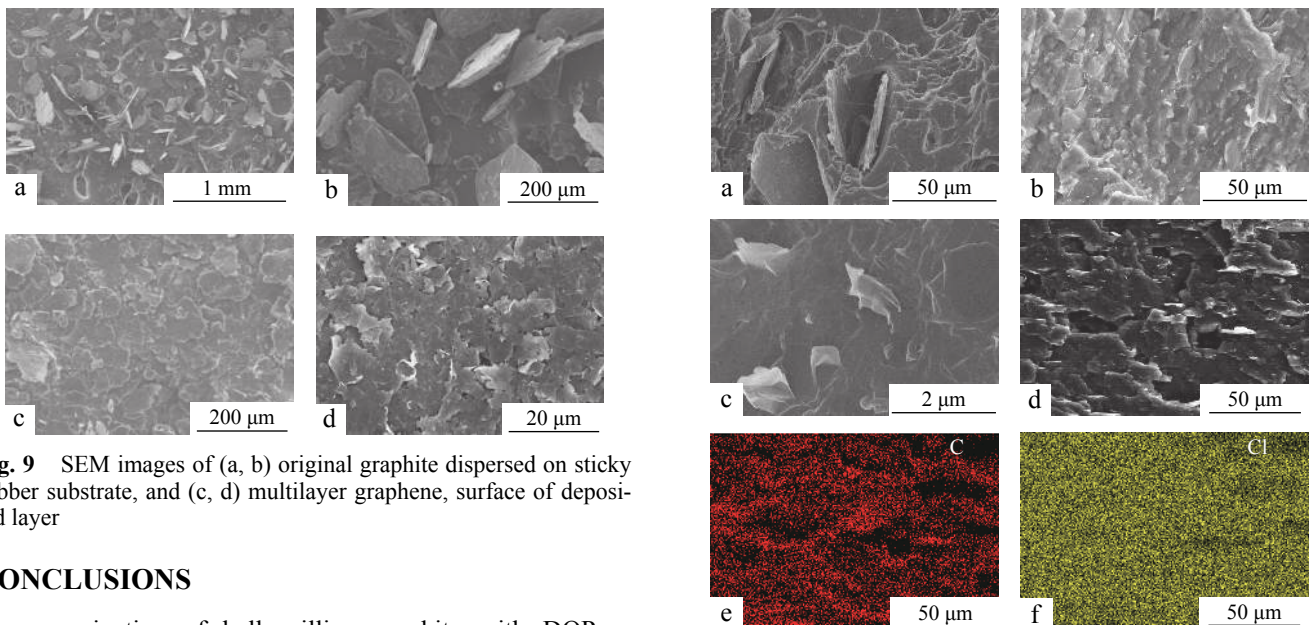 a
1 mm
b
200 μm
c
200 μm
d
20 μm
g. 9 SEM images of (a, b) original graphite dispersed on sticky
bber substrate, and (c, d) multilayer graphene, surface of deposi-
d layer
ONCLUSIONS
a
50 μm
b
50 μm
c
2 μm
d
50 μm
C
e
50 μm
Cl
f
50 μm